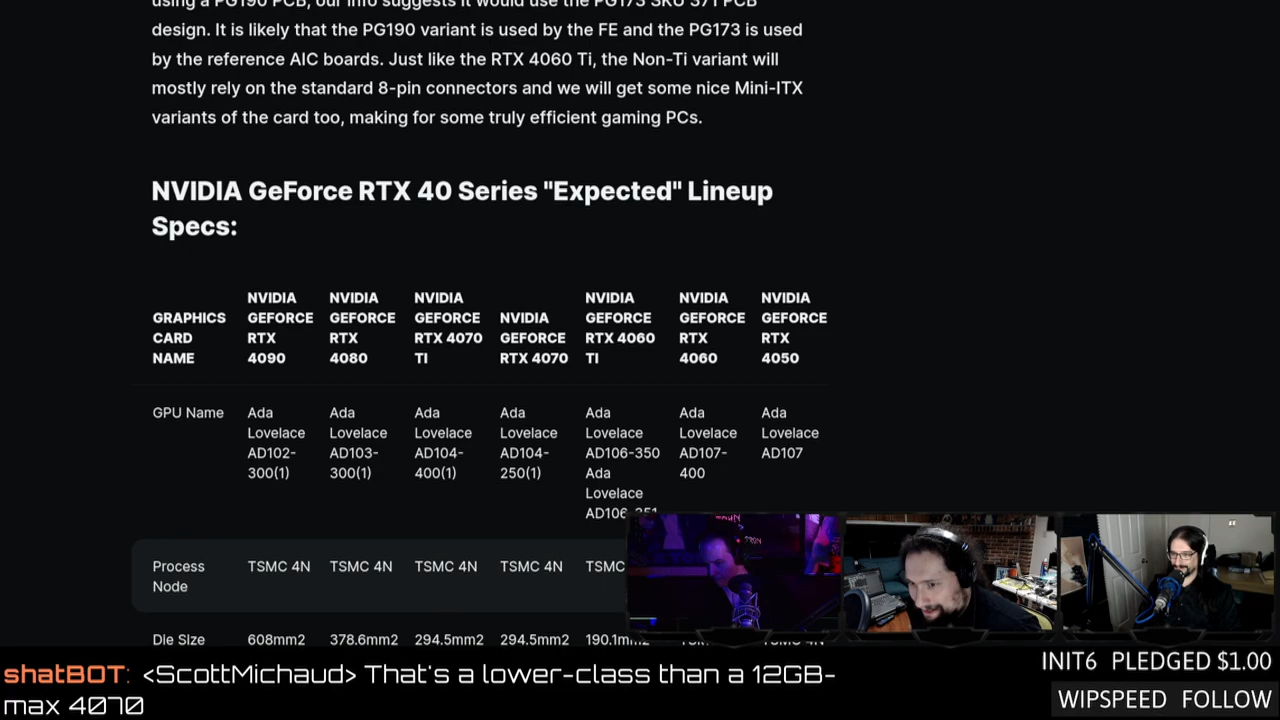 using a PG190 PCB, our info suggests it would use the PG173 SKU 371 PCB
design. It is likely that the PG190 variant is used by the FE and the PG173 is used
by the reference AIC boards. Just like the RTX 4060 Ti, the Non-Ti variant will
mostly rely on the standard 8-pin connectors and we will get some nice Mini-ITX
variants of the card too, making for some truly efficient gaming PCs.
NVIDIA GeForce RTX 40 Series "Expected" Lineup
Specs:
GRAPHICS CARD NAME
NVIDIA GEFORCE RTX 4090
NVIDIA GEFORCE RTX 4080
NVIDIA GEFORCE RTX 4070 TI
NVIDIA GEFORCE RTX 4070
NVIDIA GEFORCE RTX 4060 TI
NVIDIA GEFORCE RTX 4060
NVIDIA GEFORCE RTX 4050
GPU Name
Ada Lovelace AD102-300(1)
Ada Lovelace AD103-300(1)
Ada Lovelace AD104-400(1)
Ada Lovelace AD104-250(1)
Ada Lovelace AD106-350 Ada Lovelace AD106-351
Ada Lovelace AD107-400
Ada Lovelace AD107
Process Node
TSMC 4N
TSMC 4N
TSMC 4N
TSMC 4N
TSMC
Die Size
608mm2
378.6mm2
294.5mm2
294.5mm2
190.1mm
shatBOT: <ScottMichaud> That's a lower-class than a 12GB-
max 4070
INIT6 PLEDGED $1.00
WIPSPEED FOLLOW